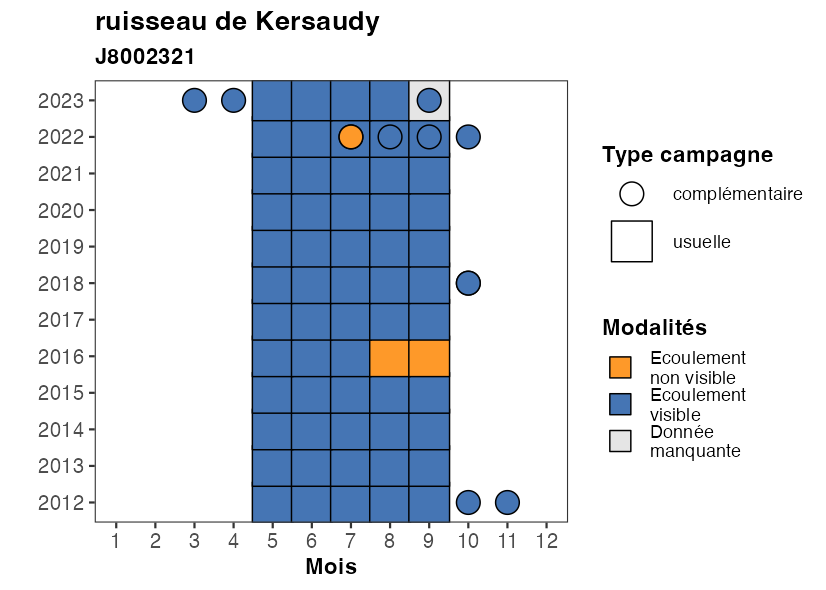 ruisseau de Kersaudy
J8002321
2023
2022
2021
2020
2019
2018
2017
2016
2015
2014
2013
2012
1 2 3 4 5 6 7 8 9 10 11 12
Mois
Type campagne
complémentaire
usuelle
Modalités
Ecoulement
non visible
Ecoulement
visible
Donnée
manquante